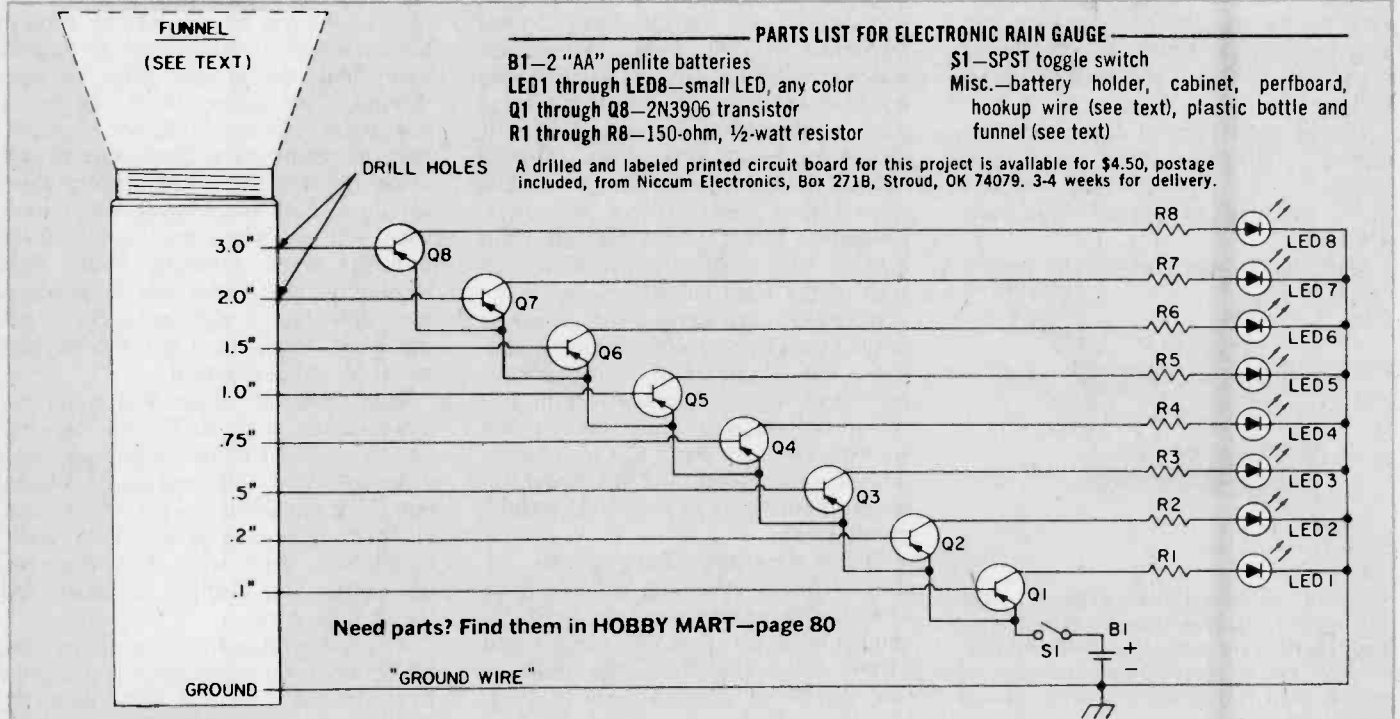 FUNNEL
(SEE TEXT)
PARTS LIST FOR ELECTRONIC RAIN GAUGE
B1—2 "AA" penlite batteries
LED1 through LED8—small LED, any color
Q1 through Q8—2N3906 transistor
R1 through R8—150-ohm, ½-watt resistor
S1—SPST toggle switch
Misc.—battery holder, cabinet, perfboard,
hookup wire (see text), plastic bottle and
funnel (see text)
A drilled and labeled printed circuit board for this project is available for $4.50, postage
included, from Niccum Electronics, Box 271B, Stroud, OK 74079. 3-4 weeks for delivery.
DRILL HOLES
3.0"
Q8
R8
LED 8
2.0"
Q7
R7
LED 7
1.5"
Q6
R6
LED 6
1.0"
Q5
R5
LED 5
.75"
Q4
R4
LED 4
.5"
Q3
R3
LED 3
.2"
Q2
R2
LED 2
.1"
Q1
R1
LED 1
Need parts? Find them in HOBBY MART—page 80
S1
B1
+
−
GROUND
"GROUND WIRE"